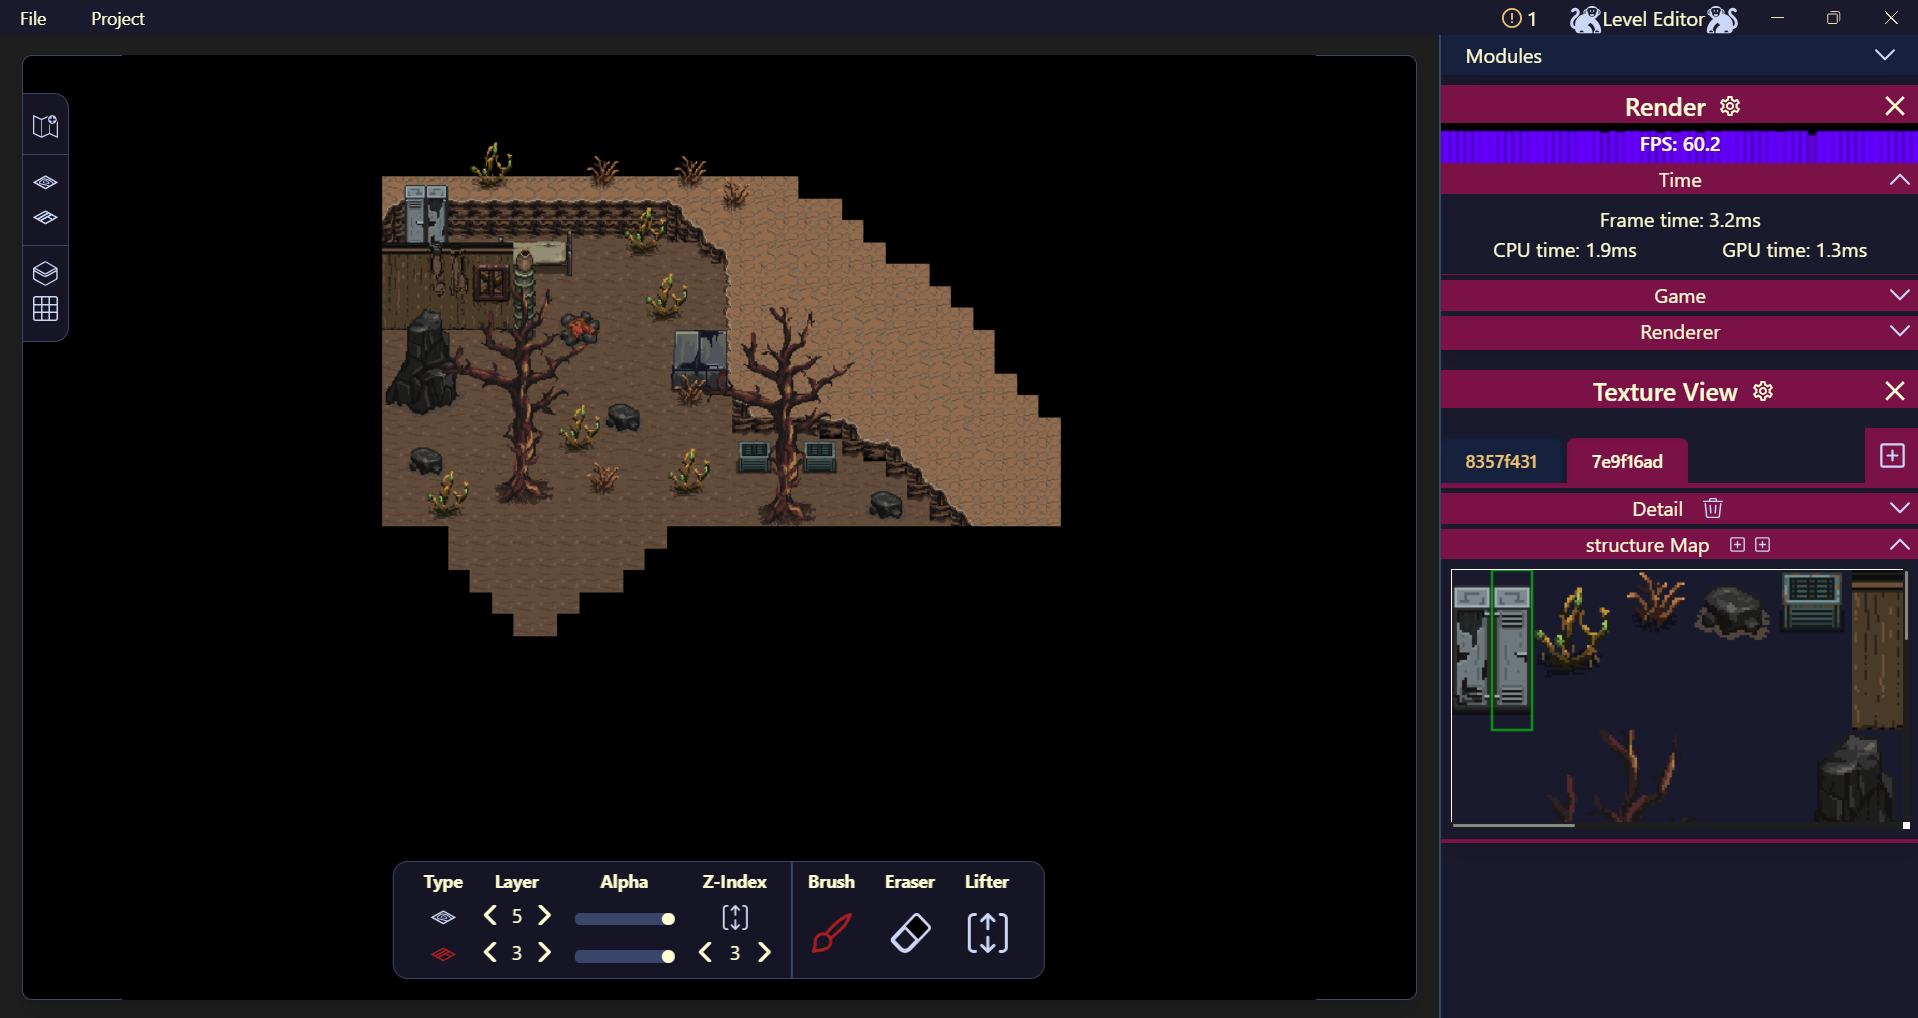 File Project 1 Level Editor
Modules
Render
FPS: 60.2
Time
Frame time: 3.2ms
CPU time: 1.9ms GPU time: 1.3ms
Game
Renderer
Texture View
8357f431 7e9f16ad
Detail
structure Map
Type Layer Alpha Z-Index Brush Eraser Lifter
5
3 3